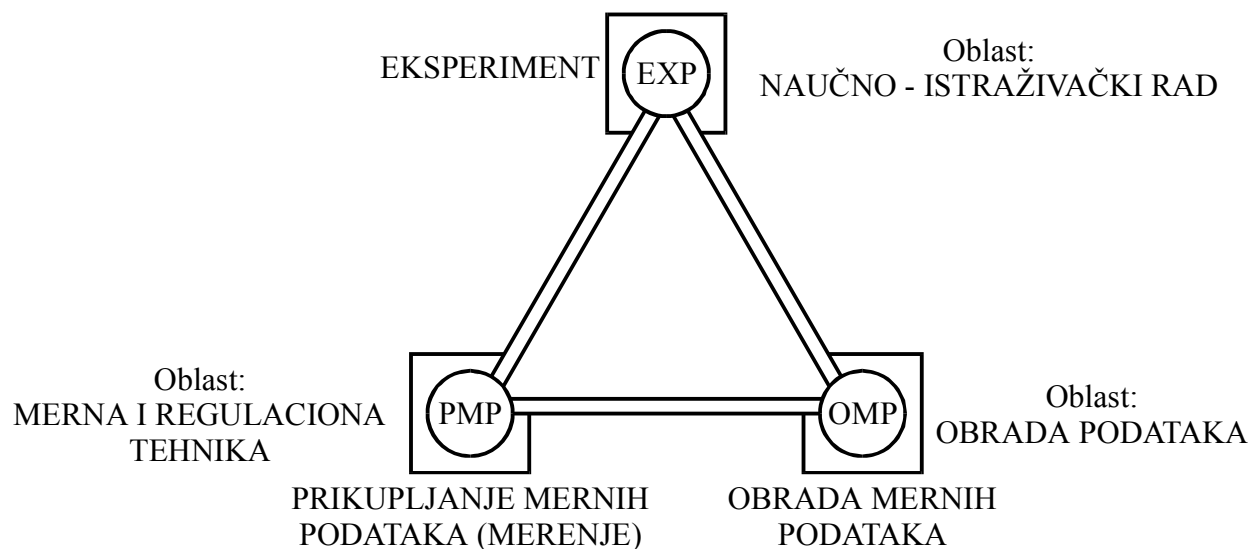 EKSPERIMENT
EXP
Oblast:
NAUČNO - ISTRAŽIVAČKI RAD
Oblast:
MERNA I REGULACIONA
TEHNIKA
PMP
PRIKUPLJANJE MERNIH
PODATAKA (MERENJE)
OMP
OBRADA MERNIH
PODATAKA
Oblast:
OBRADA PODATAKA